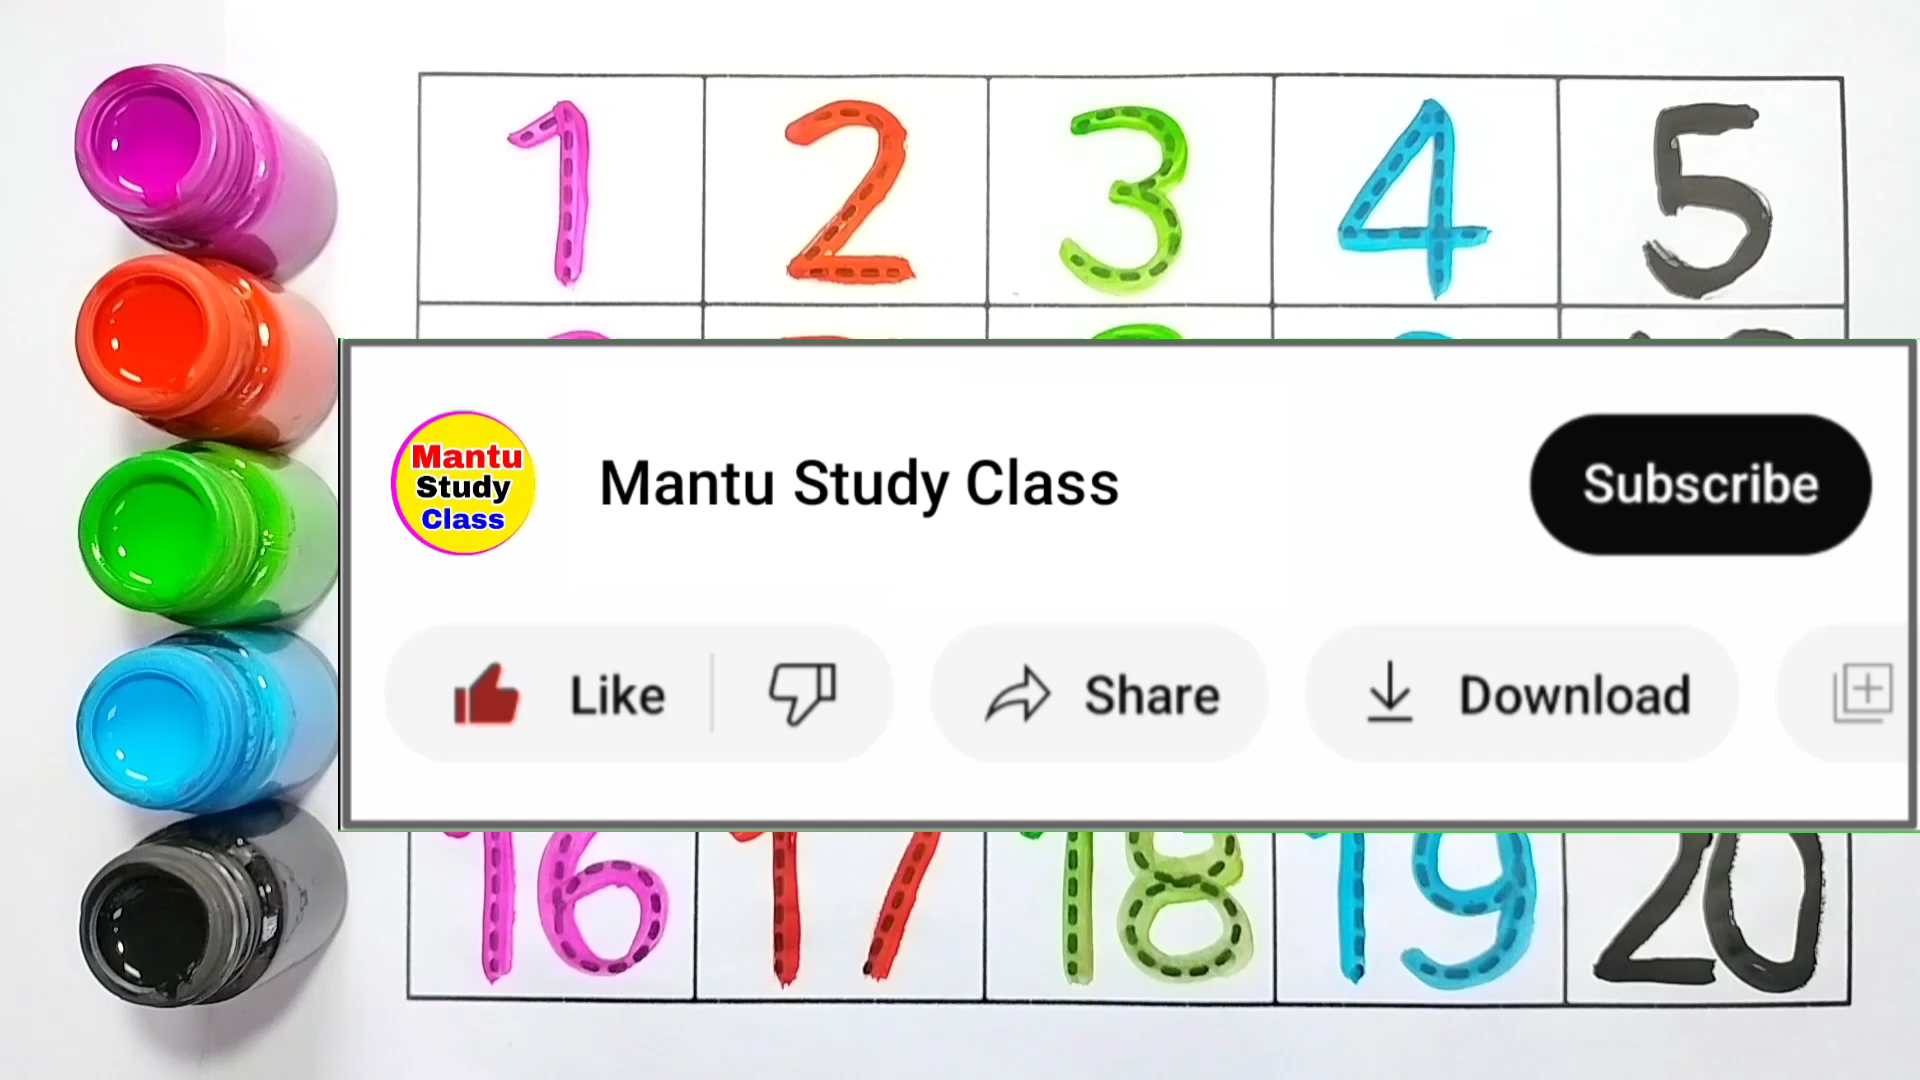 1 2 3 4 5
Mantu
Study
Class
Mantu Study Class
Subscribe
Like
Share
Download
16 17 18 19 20